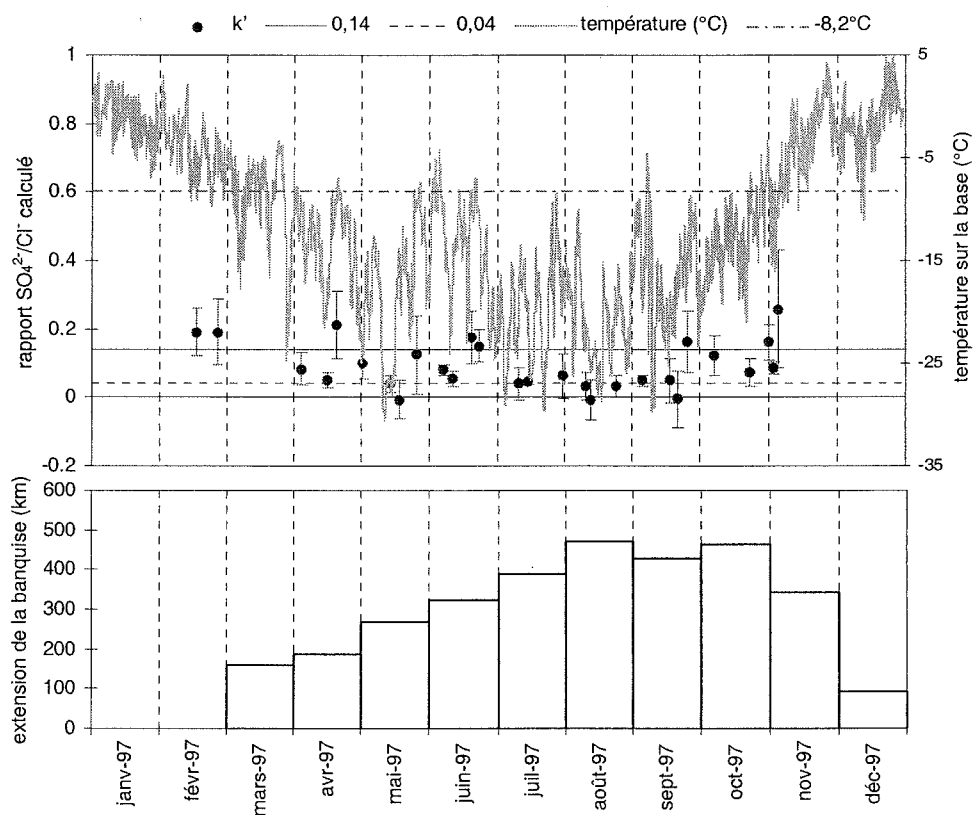 k' 0,14 0,04 température (°C) -8,2°C
1
0.8
0.6
0.4
0.2
0
-0.2
rapport SO₄²⁻/Cl⁻ calculé
5
-5
-15
-25
-35
température sur la base (°C)
600
500
400
300
200
100
0
extension de la banquise (km)
janv-97
févr-97
mars-97
avr-97
mai-97
juin-97
juil-97
août-97
sept-97
oct-97
nov-97
déc-97